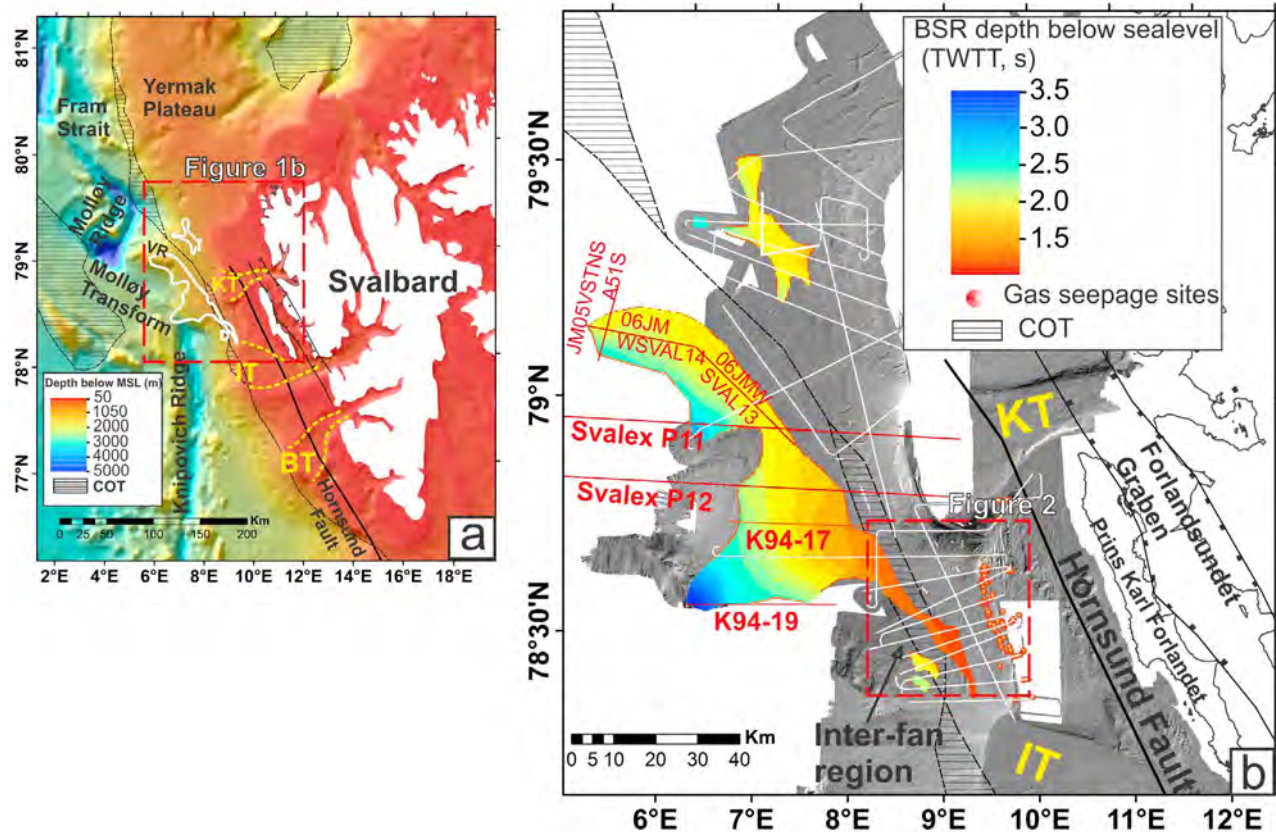 81°N
80°N
79°N
78°N
77°N
Yermak
Plateau
Fram
Strait
Figure 1b
Molløy
Ridge
VR
Molløy
Transform
KT
Svalbard
IT
BT
Knipovich Ridge
Hornsund
Fault
Depth below MSL (m)
50
1050
2000
3000
4000
5000
COT
Km
0 25 50 100 150 200
a
2°E 4°E 6°E 8°E 10°E 12°E 14°E 16°E 18°E
79°30'N
79°N
78°30'N
BSR depth below sealevel
(TWTT, s)
3.5
3.0
2.5
2.0
1.5
Gas seepage sites
COT
JM05VSTNS
A51S
06JM
WSVAL14
06JMW
SVAL13
Svalex P11
Svalex P12
K94-17
K94-19
Figure 2
KT
Forlandsundet
Graben
Prins Karl Forlandet
Hornsund Fault
Inter-fan
region
IT
Km
0 5 10 20 30 40
b
6°E 7°E 8°E 9°E 10°E 11°E 12°E